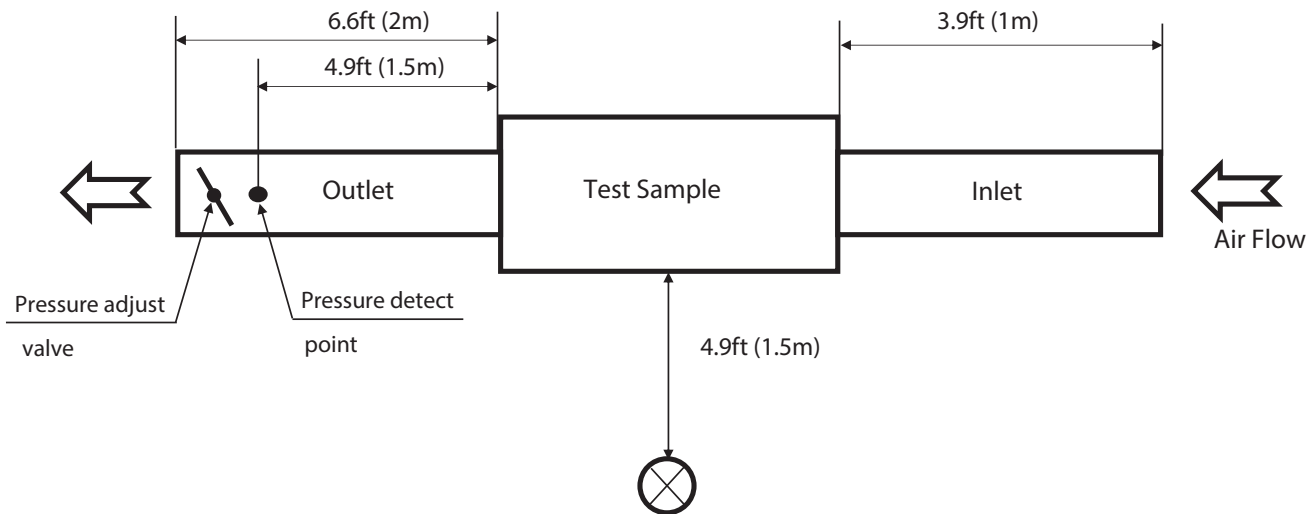 6.6ft (2m)
3.9ft (1m)
4.9ft (1.5m)
Outlet
Test Sample
Inlet
Air Flow
Pressure adjust
valve
Pressure detect
point
4.9ft (1.5m)